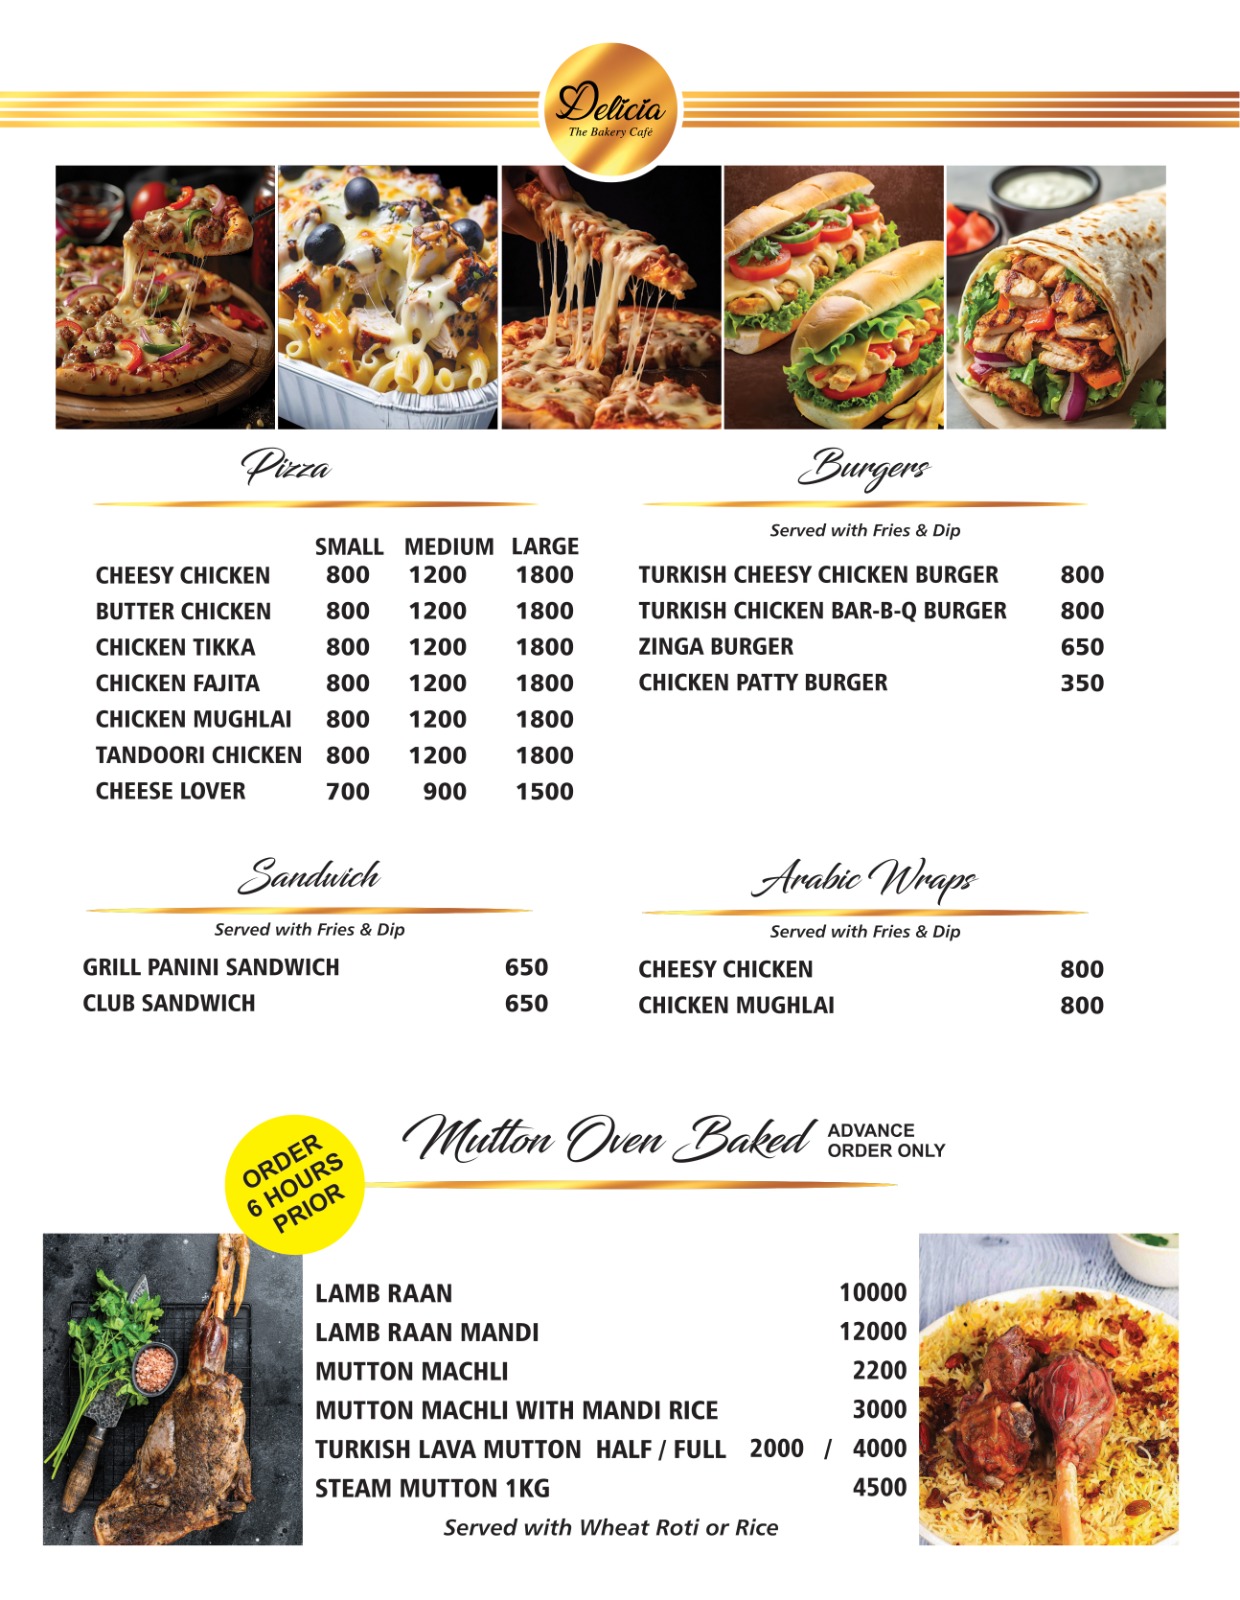 Delicia
The Bakery Café
Pizza
SMALL MEDIUM LARGE
CHEESY CHICKEN 800 1200 1800
BUTTER CHICKEN 800 1200 1800
CHICKEN TIKKA 800 1200 1800
CHICKEN FAJITA 800 1200 1800
CHICKEN MUGHLAI 800 1200 1800
TANDOORI CHICKEN 800 1200 1800
CHEESE LOVER 700 900 1500
Burgers
Served with Fries & Dip
TURKISH CHEESY CHICKEN BURGER 800
TURKISH CHICKEN BAR-B-Q BURGER 800
ZINGA BURGER 650
CHICKEN PATTY BURGER 350
Sandwich
Served with Fries & Dip
GRILL PANINI SANDWICH 650
CLUB SANDWICH 650
Arabic Wraps
Served with Fries & Dip
CHEESY CHICKEN 800
CHICKEN MUGHLAI 800
Mutton Oven Baked
ADVANCE
ORDER ONLY
ORDER
6 HOURS
PRIOR
LAMB RAAN 10000
LAMB RAAN MANDI 12000
MUTTON MACHLI 2200
MUTTON MACHLI WITH MANDI RICE 3000
TURKISH LAVA MUTTON HALF / FULL 2000 / 4000
STEAM MUTTON 1KG 4500
Served with Wheat Roti or Rice